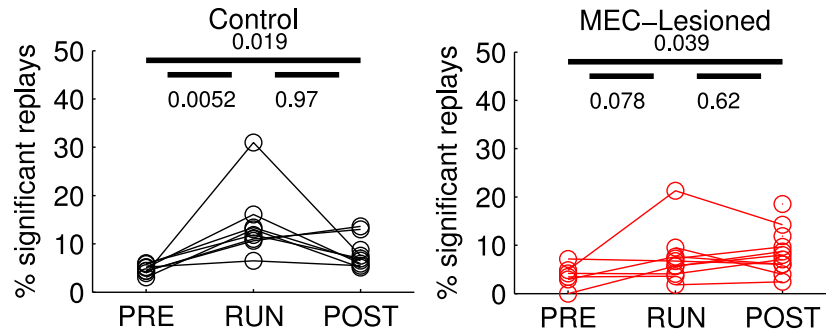 Control
0.019
50
40
30
20
10
0
% significant replays
0.0052
0.97
PRE
RUN
POST
MEC–Lesioned
0.039
50
40
30
20
10
0
% significant replays
0.078
0.62
PRE
RUN
POST